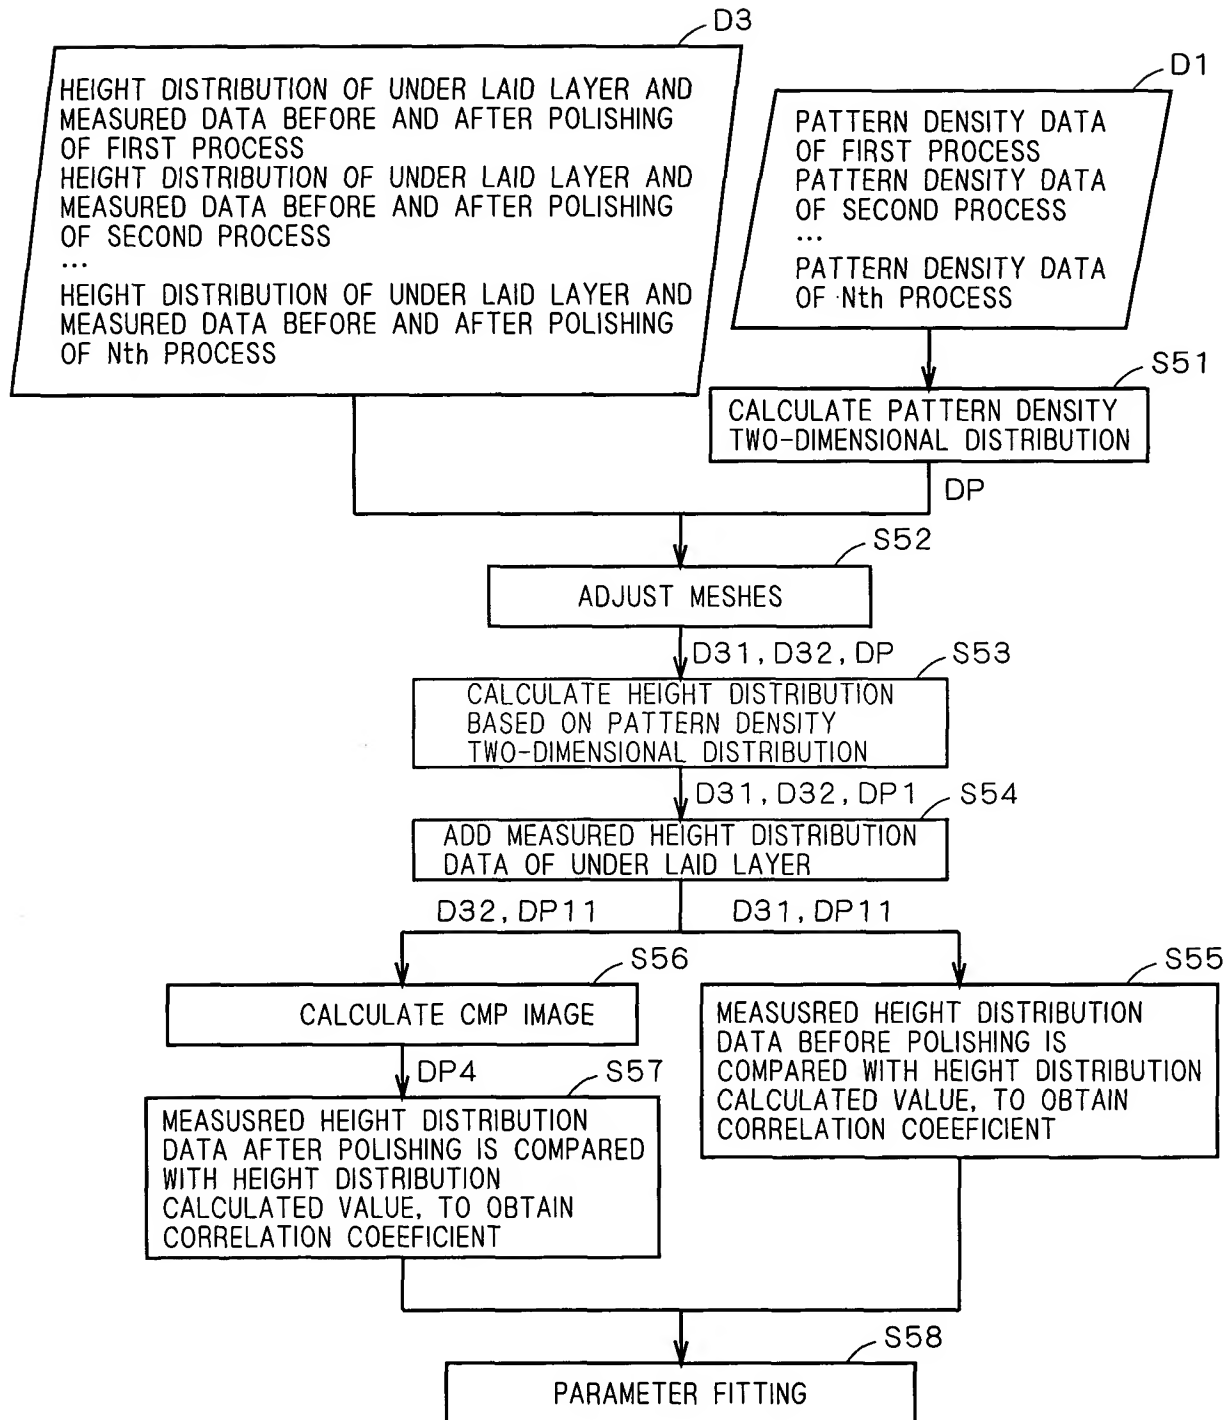 D3
HEIGHT DISTRIBUTION OF UNDER LAID LAYER AND
MEASURED DATA BEFORE AND AFTER POLISHING
OF FIRST PROCESS
HEIGHT DISTRIBUTION OF UNDER LAID LAYER AND
MEASURED DATA BEFORE AND AFTER POLISHING
OF SECOND PROCESS
...
HEIGHT DISTRIBUTION OF UNDER LAID LAYER AND
MEASURED DATA BEFORE AND AFTER POLISHING
OF Nth PROCESS
D1
PATTERN DENSITY DATA
OF FIRST PROCESS
PATTERN DENSITY DATA
OF SECOND PROCESS
...
PATTERN DENSITY DATA
OF Nth PROCESS
S51
CALCULATE PATTERN DENSITY
TWO-DIMENSIONAL DISTRIBUTION
DP
S52
ADJUST MESHES
D31, D32, DP
S53
CALCULATE HEIGHT DISTRIBUTION
BASED ON PATTERN DENSITY
TWO-DIMENSIONAL DISTRIBUTION
D31, D32, DP1
S54
ADD MEASURED HEIGHT DISTRIBUTION
DATA OF UNDER LAID LAYER
D32, DP11
D31, DP11
S56
CALCULATE CMP IMAGE
S55
MEASUSRED HEIGHT DISTRIBUTION
DATA BEFORE POLISHING IS
COMPARED WITH HEIGHT DISTRIBUTION
CALCULATED VALUE, TO OBTAIN
CORRELATION COEEFICIENT
DP4
S57
MEASUSRED HEIGHT DISTRIBUTION
DATA AFTER POLISHING IS COMPARED
WITH HEIGHT DISTRIBUTION
CALCULATED VALUE, TO OBTAIN
CORRELATION COEEFICIENT
S58
PARAMETER FITTING